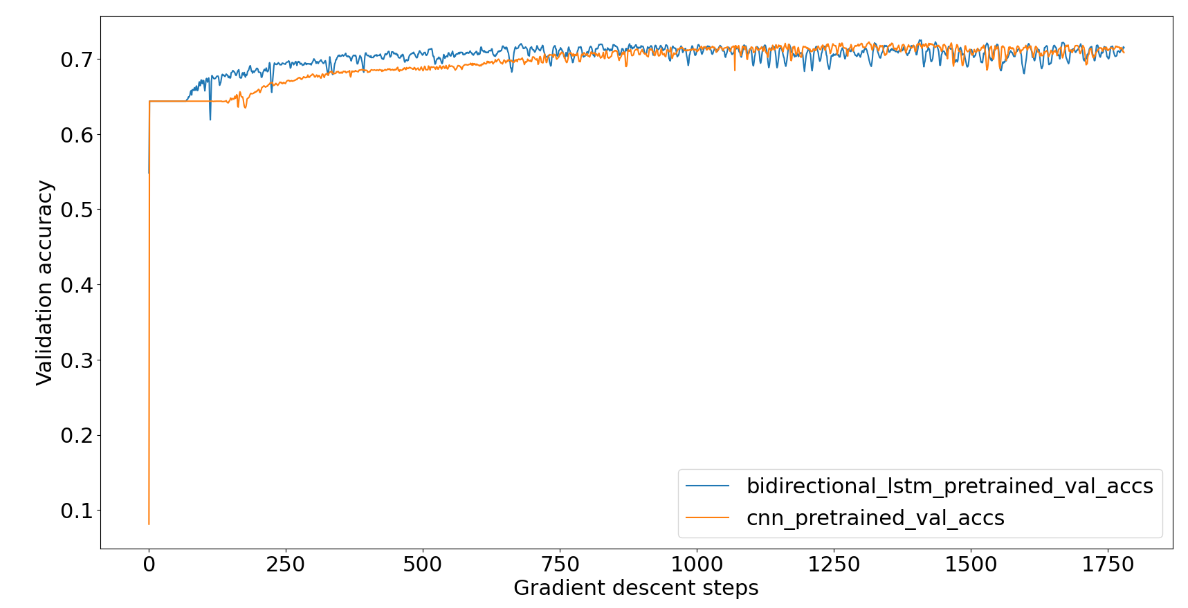 Validation accuracy
0.7
0.6
0.5
0.4
0.3
0.2
0.1
0 250 500 750 1000 1250 1500 1750
Gradient descent steps
bidirectional_lstm_pretrained_val_accs
cnn_pretrained_val_accs